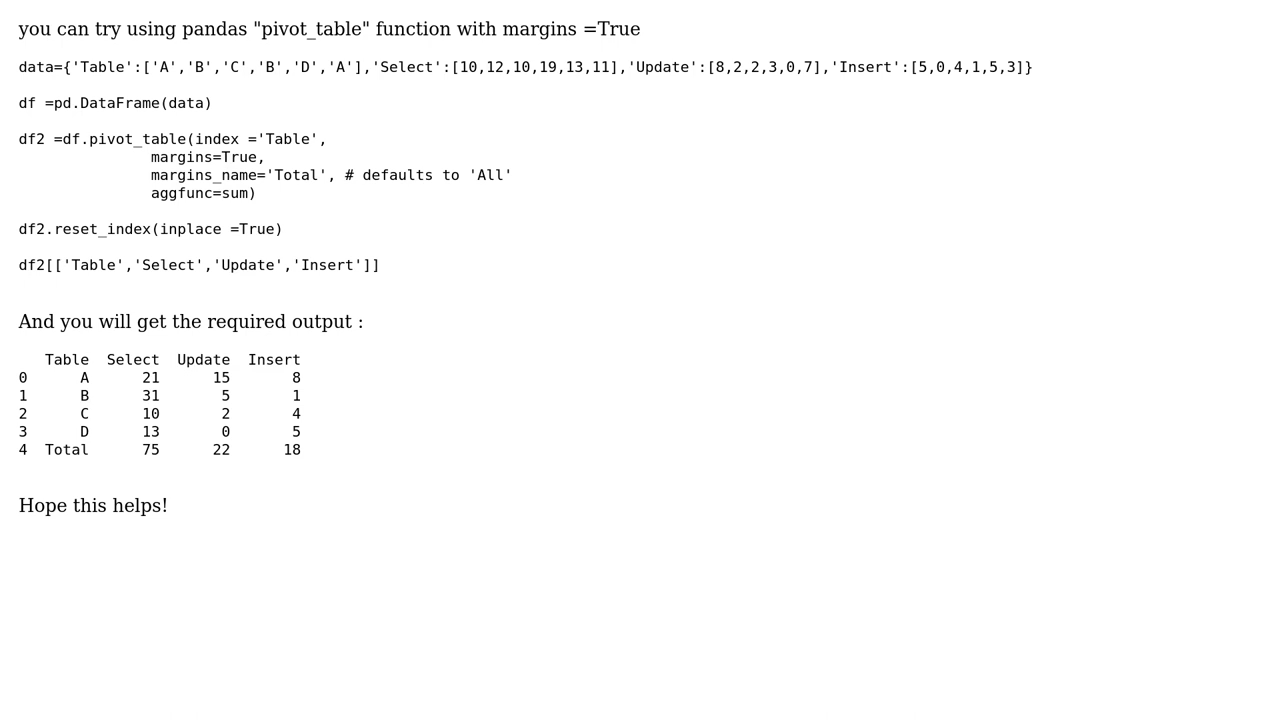 you can try using pandas "pivot_table" function with margins =True
data={'Table':['A','B','C','B','D','A'],'Select':[10,12,10,19,13,11],'Update':[8,2,2,3,0,7],'Insert':[5,0,4,1,5,3]}
df =pd.DataFrame(data)
df2 =df.pivot_table(index ='Table',
               margins=True,
               margins_name='Total', # defaults to 'All'
               aggfunc=sum)
df2.reset_index(inplace =True)
df2[['Table','Select','Update','Insert']]
And you will get the required output :
   Table  Select  Update  Insert
0      A      21      15       8
1      B      31       5       1
2      C      10       2       4
3      D      13       0       5
4  Total      75      22      18
Hope this helps!